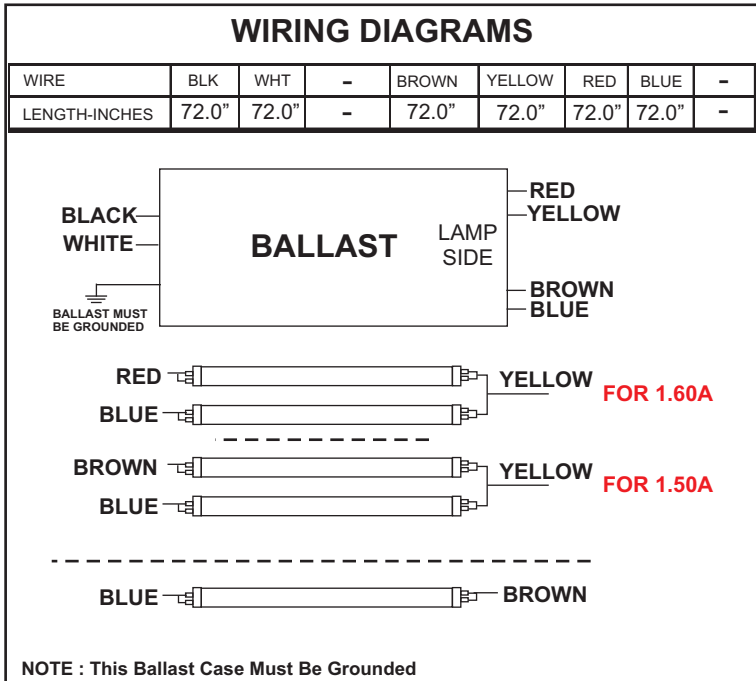 WIRING DIAGRAMS
WIRE BLK WHT - BROWN YELLOW RED BLUE -
LENGTH-INCHES 72.0” 72.0” - 72.0” 72.0” 72.0” 72.0” -
BLACK
WHITE
BALLAST MUST
BE GROUNDED
BALLAST
LAMP
SIDE
RED
YELLOW
BROWN
BLUE
RED
BLUE
YELLOW
FOR 1.60A
BROWN
BLUE
YELLOW
FOR 1.50A
BLUE
BROWN
NOTE : This Ballast Case Must Be Grounded